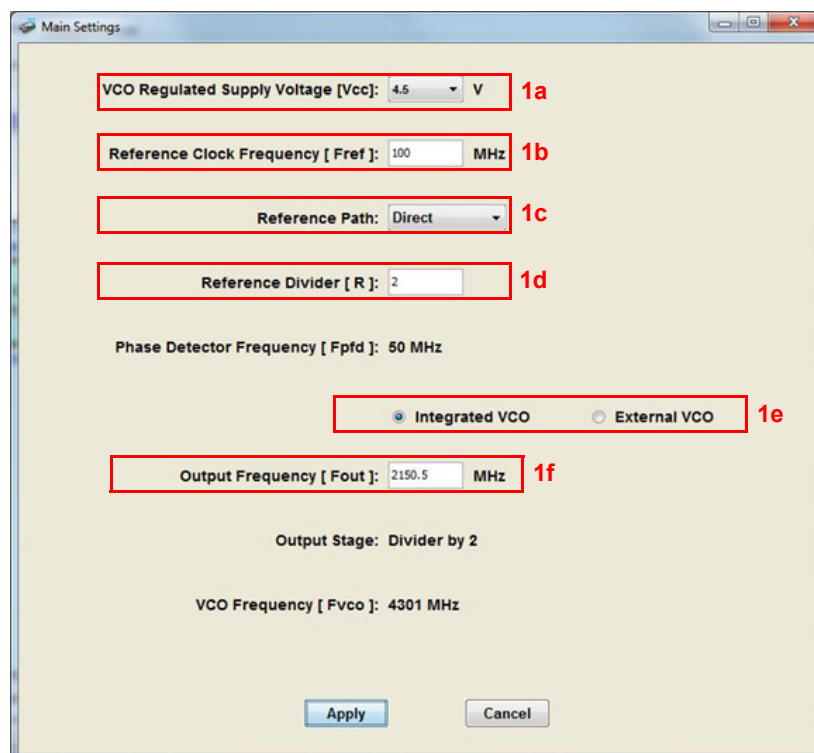 Main Settings
VCO Regulated Supply Voltage [Vcc]: 4.5 V 1a
Reference Clock Frequency [ Fref ]: 100 MHz 1b
Reference Path: Direct 1c
Reference Divider [ R ]: 2 1d
Phase Detector Frequency [ Fpfd ]: 50 MHz
Integrated VCO External VCO 1e
Output Frequency [ Fout ]: 2150.5 MHz 1f
Output Stage: Divider by 2
VCO Frequency [ Fvco ]: 4301 MHz
Apply Cancel